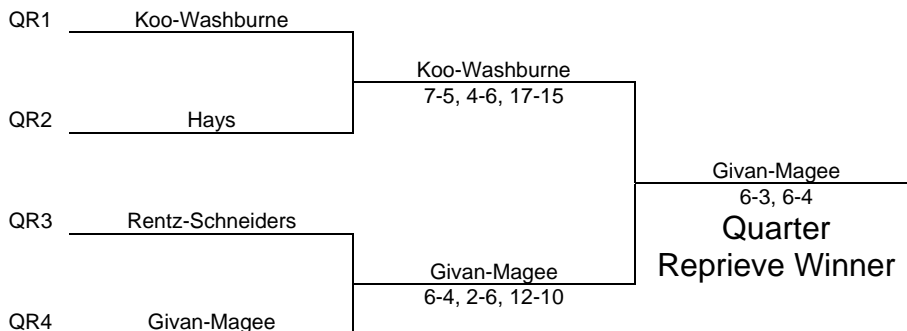 QR1 Koo-Washburne
Koo-Washburne
7-5, 4-6, 17-15
QR2 Hays
Givan-Magee
6-3, 6-4
Quarter
Reprieve Winner
QR3 Rentz-Schneiders
Givan-Magee
6-4, 2-6, 12-10
QR4 Givan-Magee